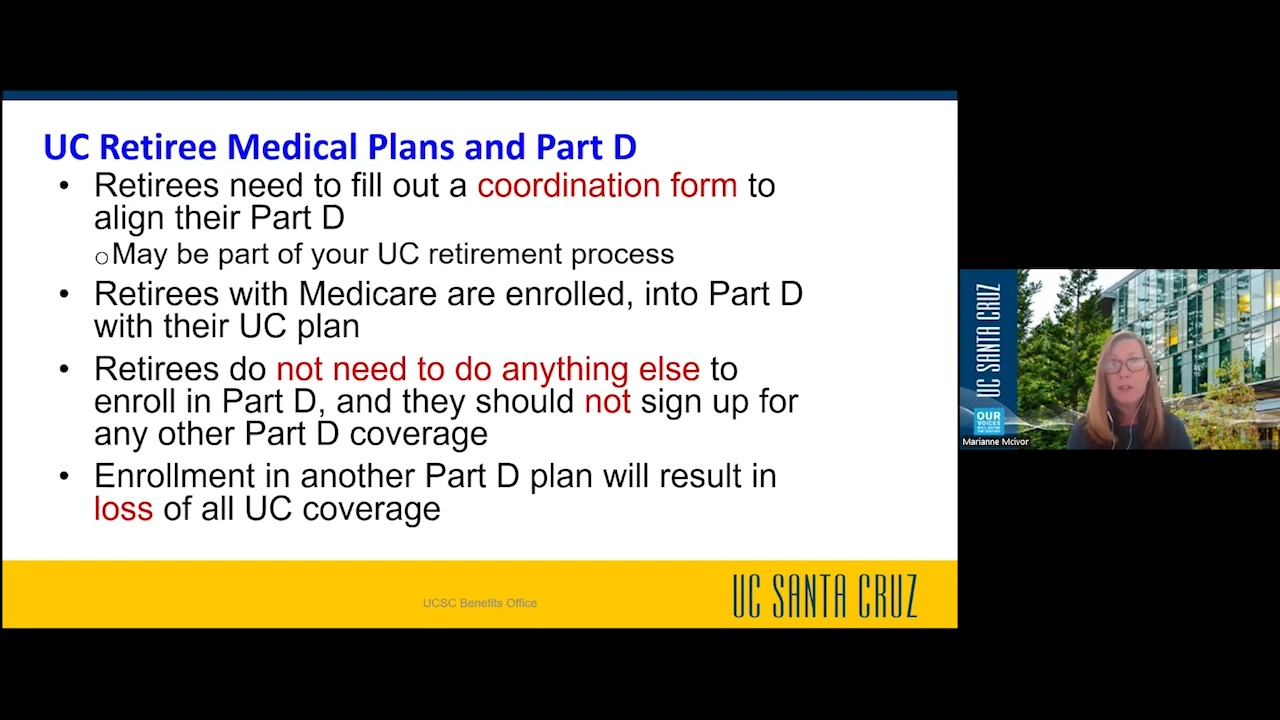 UC Retiree Medical Plans and Part D
• Retirees need to fill out a coordination form to
align their Part D
o May be part of your UC retirement process
• Retirees with Medicare are enrolled, into Part D
with their UC plan
• Retirees do not need to do anything else to
enroll in Part D, and they should not sign up for
any other Part D coverage
• Enrollment in another Part D plan will result in
loss of all UC coverage
UCSC Benefits Office
UC SANTA CRUZ
UC SANTA CRUZ
OUR
VOICES
Marianne Mcivor